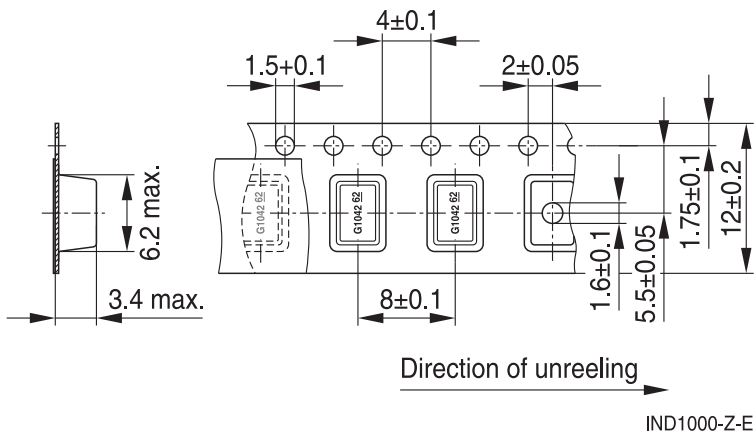 4±0.1
1.5+0.1
2±0.05
6.2 max.
3.4 max.
G1042 62
G1042 62
G1042 62
8±0.1
1.6±0.1
5.5±0.05
1.75±0.1
12±0.2
Direction of unreeling
IND1000-Z-E